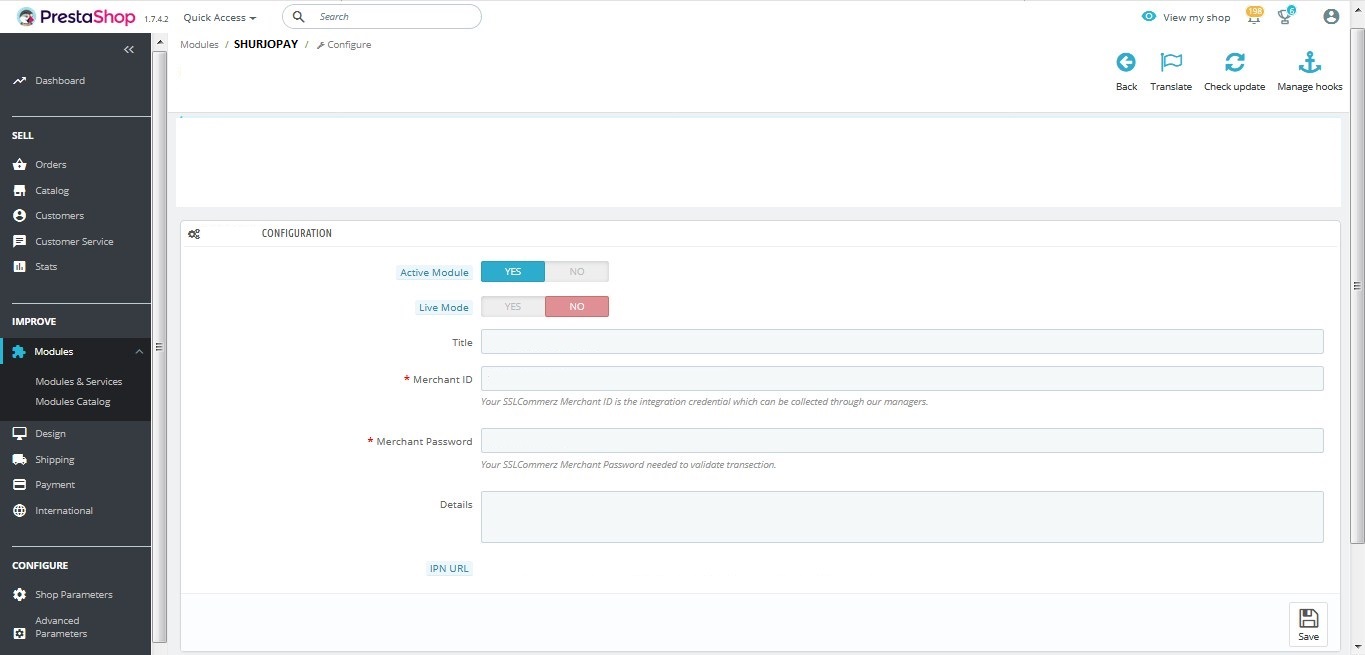 PrestaShop 1.7.4.2 Quick Access Search View my shop 198 6
Modules / SHURJOPAY / Configure
Back Translate Check update Manage hooks
Dashboard
SELL
Orders
Catalog
Customers
Customer Service
Stats
IMPROVE
Modules
Modules & Services
Modules Catalog
Design
Shipping
Payment
International
CONFIGURE
Shop Parameters
Advanced
Parameters
CONFIGURATION
Active Module YES NO
Live Mode YES NO
Title
* Merchant ID
Your SSLCommerz Merchant ID is the integration credential which can be collected through our managers.
* Merchant Password
Your SSLCommerz Merchant Password needed to validate transection.
Details
IPN URL
Save